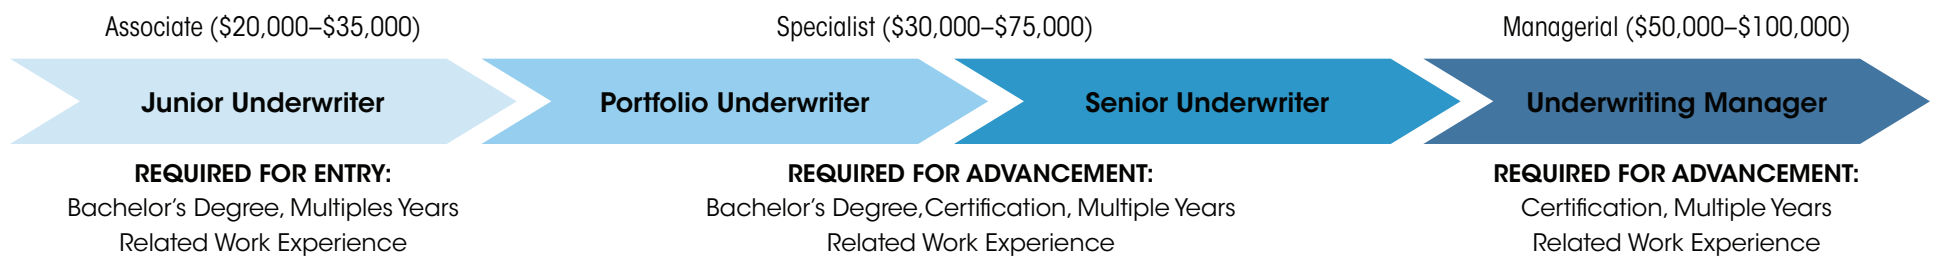 Associate ($20,000–$35,000)
Specialist ($30,000–$75,000)
Managerial ($50,000–$100,000)
Junior Underwriter
Portfolio Underwriter
Senior Underwriter
Underwriting Manager
REQUIRED FOR ENTRY:
Bachelor's Degree, Multiples Years
Related Work Experience
REQUIRED FOR ADVANCEMENT:
Bachelor's Degree, Certification, Multiple Years
Related Work Experience
REQUIRED FOR ADVANCEMENT:
Certification, Multiple Years
Related Work Experience